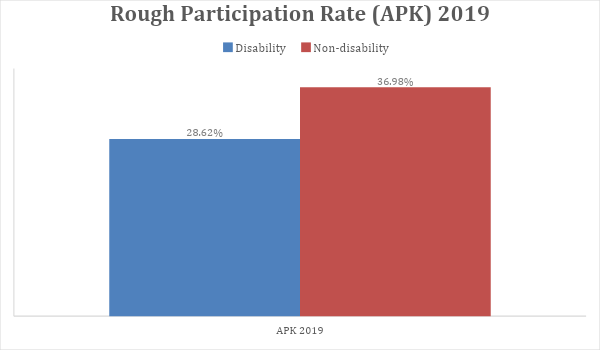 Rough Participation Rate (APK) 2019
Disability Non-disability
36.98%
28.62%
APK 2019